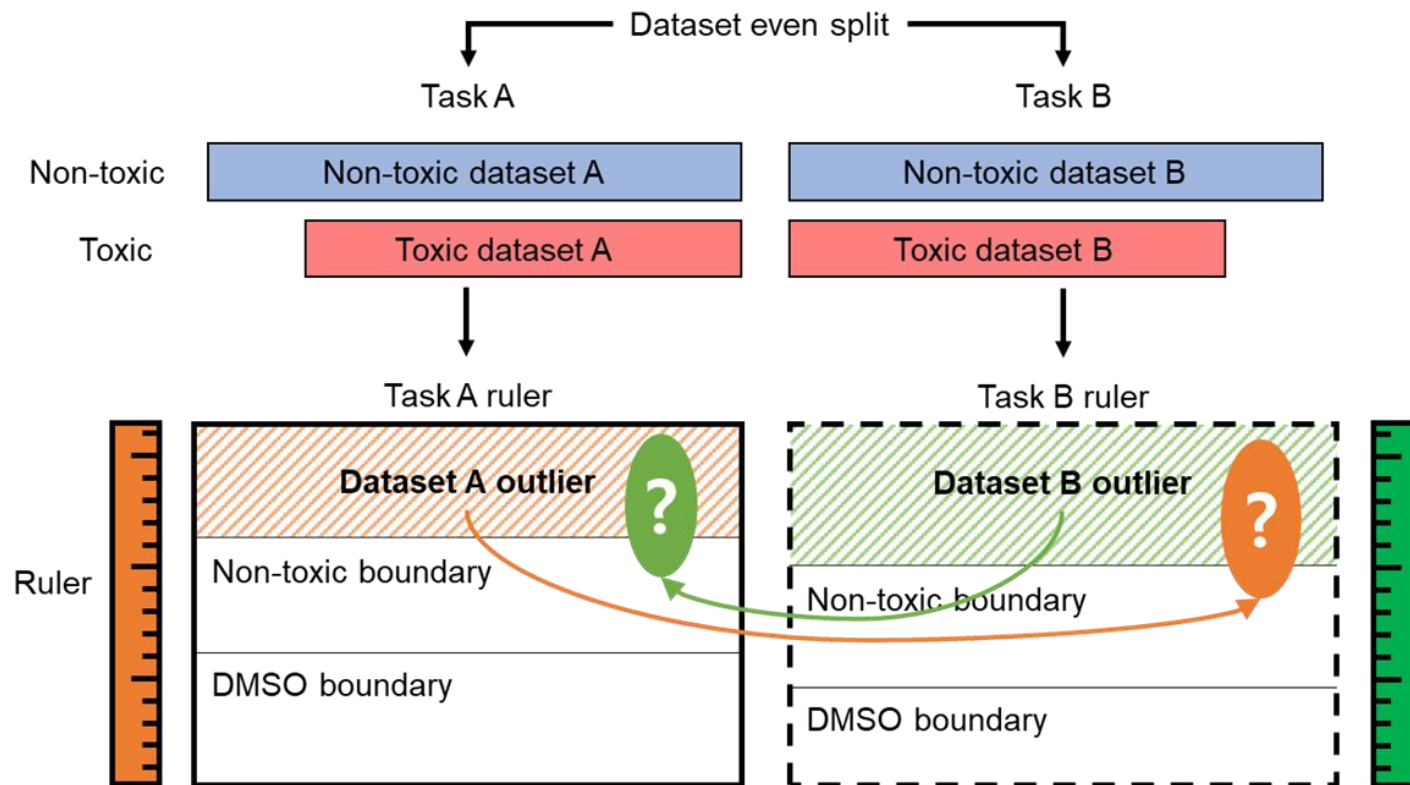 Dataset even split
Task A
Task B
Non-toxic
Non-toxic dataset A
Non-toxic dataset B
Toxic
Toxic dataset A
Toxic dataset B
Task A ruler
Task B ruler
Dataset A outlier
?
Dataset B outlier
?
Ruler
Non-toxic boundary
Non-toxic boundary
DMSO boundary
DMSO boundary